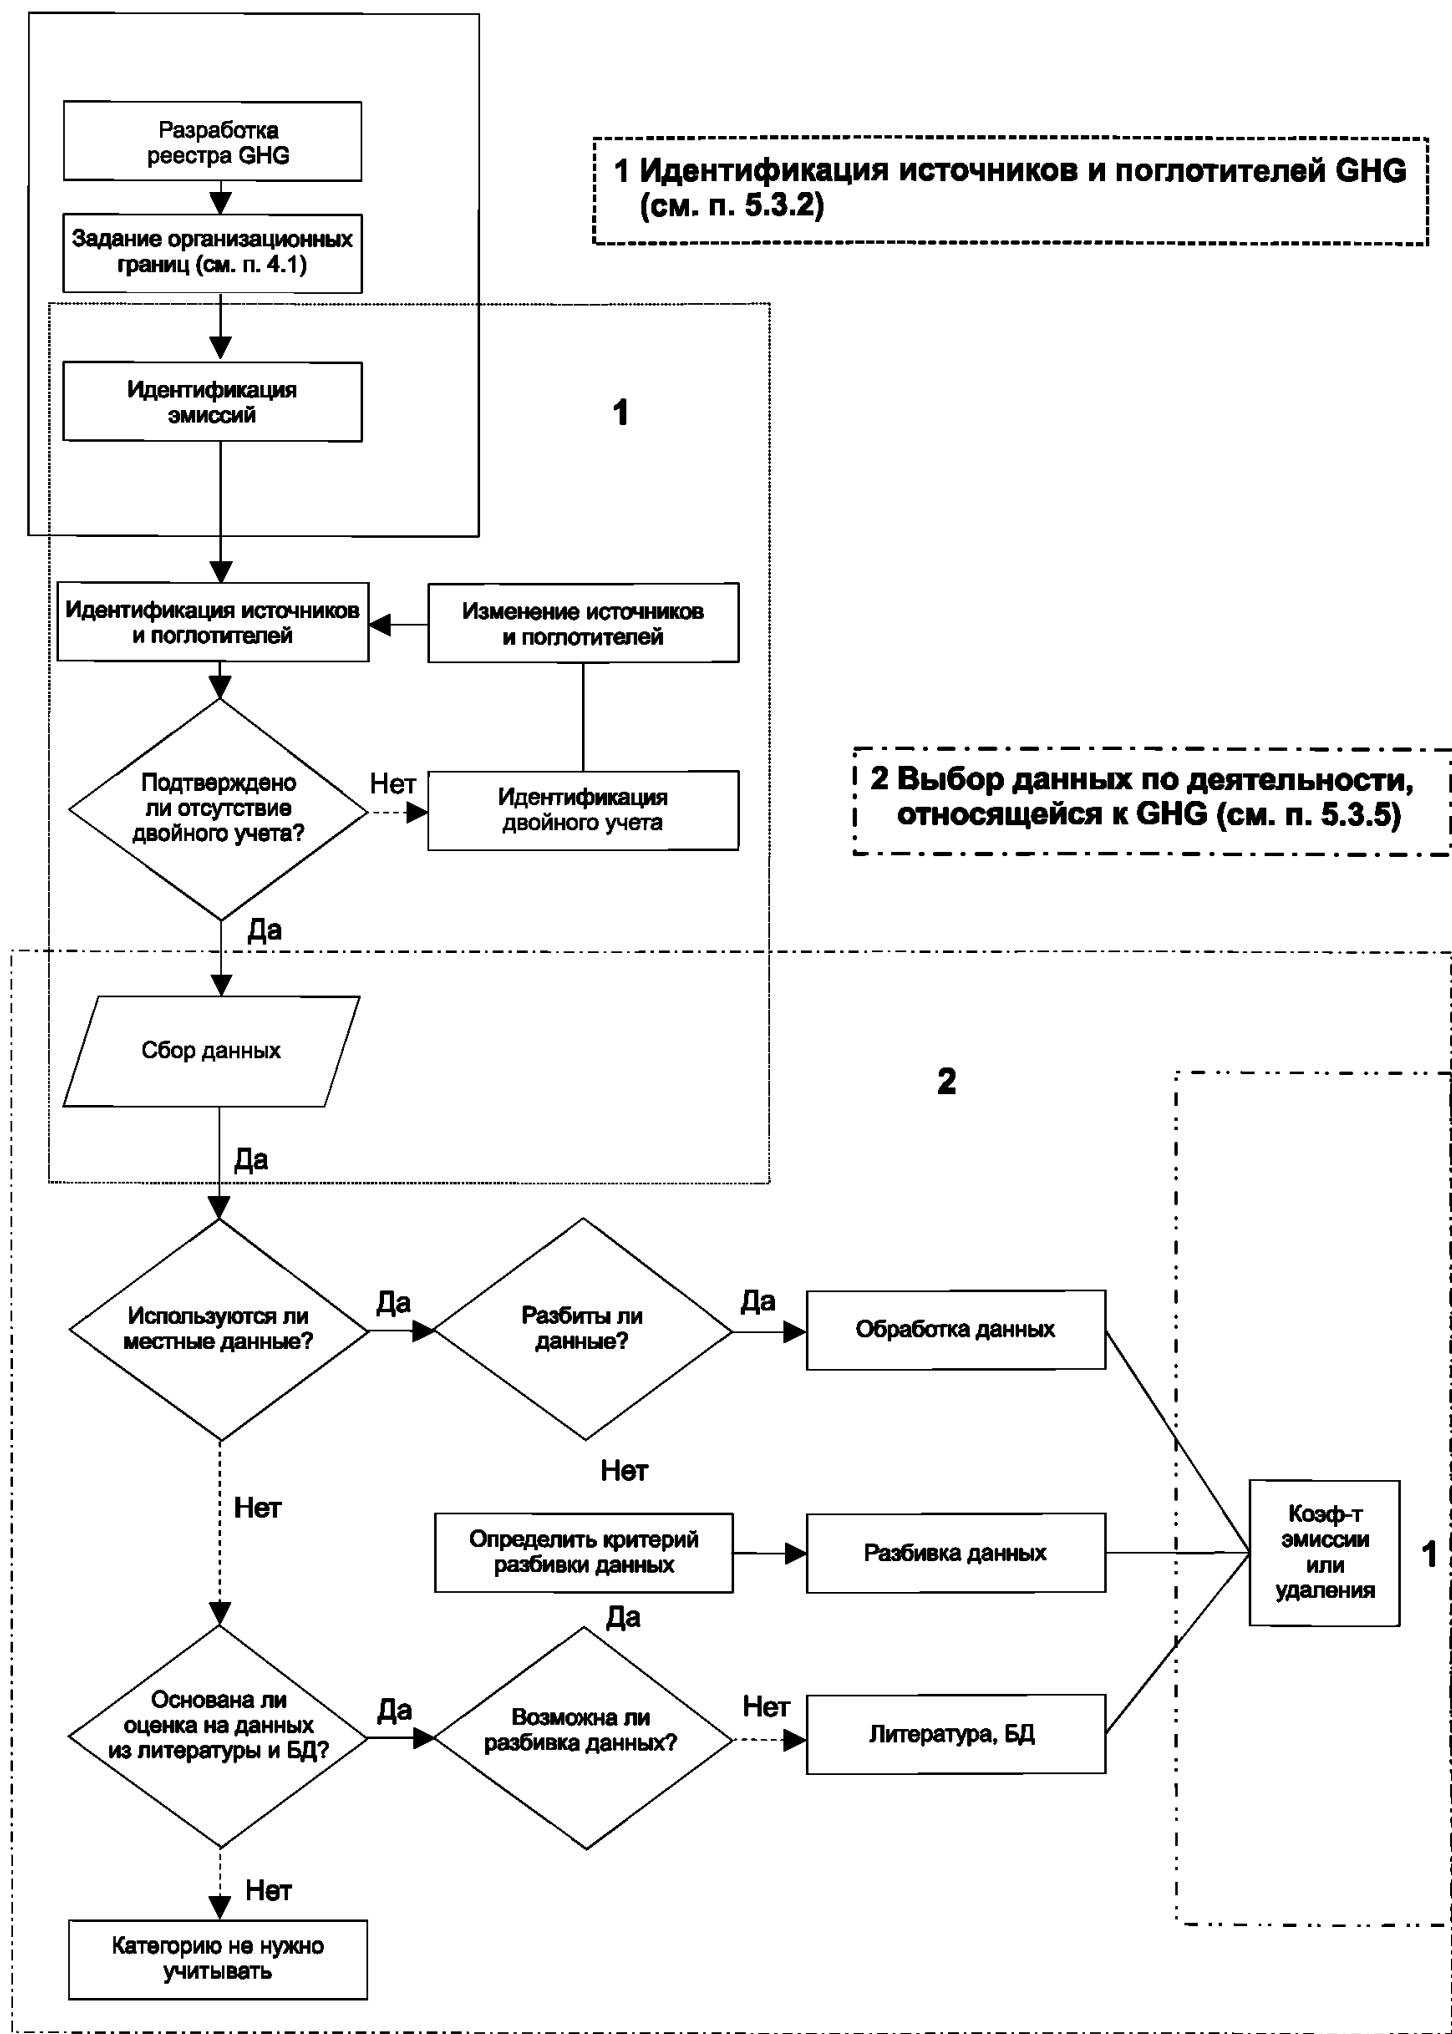 Разработка
реестра GHG
1 Идентификация источников и поглотителей GHG
(см. п. 5.3.2)
Задание организационных
границ (см. п. 4.1)
Идентификация
эмиссий
1
Идентификация источников
и поглотителей
Изменение источников
и поглотителей
Подтверждено
ли отсутствие
двойного учета?
Нет
Идентификация
двойного учета
2 Выбор данных по деятельности,
относящейся к GHG (см. п. 5.3.5)
Да
Сбор данных
2
Да
Используются ли
местные данные?
Да
Разбиты ли
данные?
Да
Обработка данных
Нет
Нет
Определить критерий
разбивки данных
Разбивка данных
Коэф-т
эмиссии
или
удаления
1
Да
Основана ли
оценка на данных
из литературы и БД?
Да
Возможна ли
разбивка данных?
Нет
Литература, БД
Нет
Категорию не нужно
учитывать